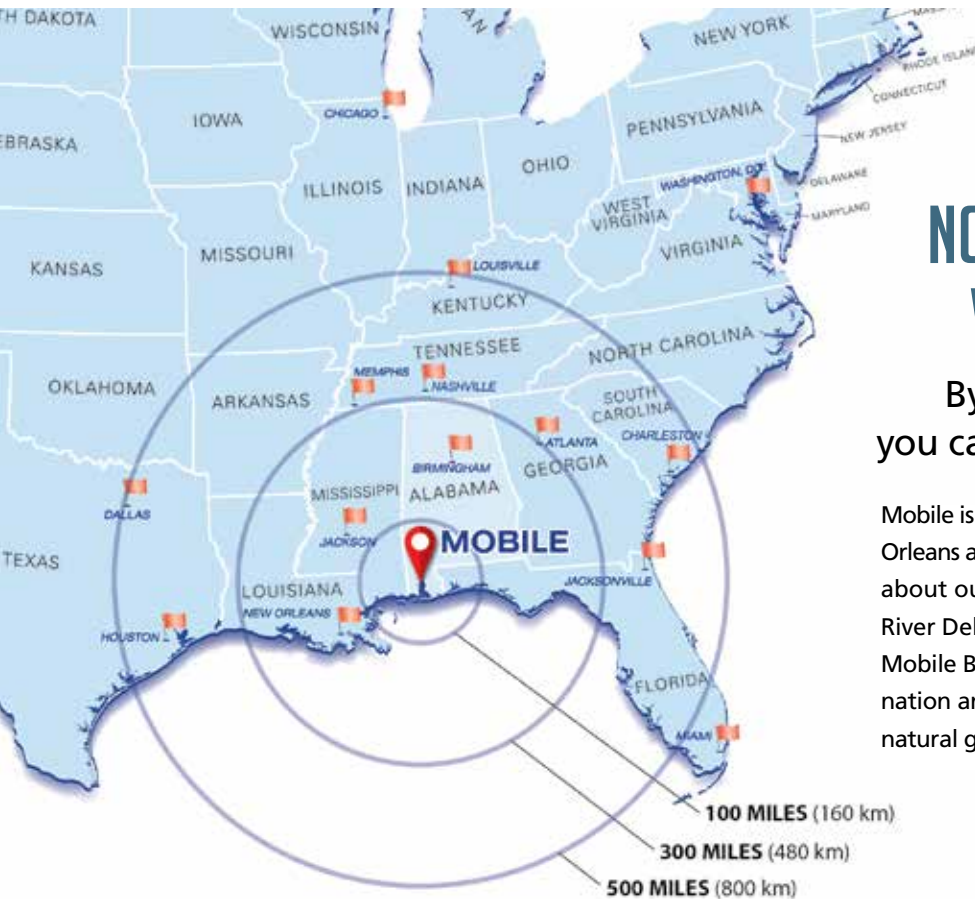 TH DAKOTA
WISCONSIN
AN
NEW YORK
RHODE ISLAND
CONNECTICUT
NEW JERSEY
DELAWARE
MARYLAND
EBRASKA
IOWA
CHICAGO
ILLINOIS
INDIANA
OHIO
PENNSYLVANIA
WASHINGTON, DC
WEST
VIRGINIA
VIRGINIA
KANSAS
MISSOURI
LOUISVILLE
KENTUCKY
TENNESSEE
NORTH CAROLINA
OKLAHOMA
ARKANSAS
MEMPHIS
NASHVILLE
SOUTH
CAROLINA
ATLANTA
CHARLESTON
BIRMINGHAM
GEORGIA
MISSISSIPPI
ALABAMA
DALLAS
JACKSON
MOBILE
TEXAS
LOUISIANA
JACKSONVILLE
NEW ORLEANS
HOUSTON
FLORIDA
MIAMI
100 MILES (160 km)
300 MILES (480 km)
500 MILES (800 km)
NO
By
you ca
Mobile is
Orleans a
about ou
River Del
Mobile B
nation an
natural g